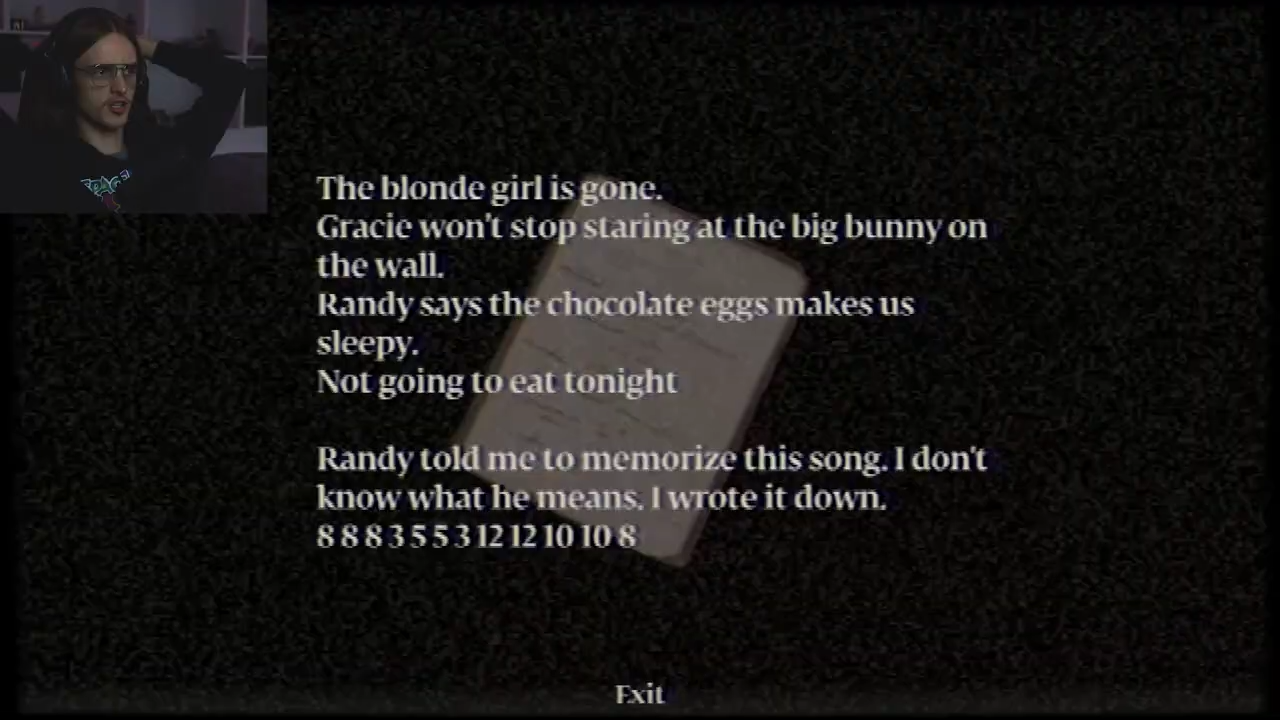 The blonde girl is gone.
Gracie won't stop staring at the big bunny on
the wall.
Randy says the chocolate eggs makes us
sleepy.
Not going to eat tonight
Randy told me to memorize this song. I don't
know what he means. I wrote it down.
8 8 8 3 5 5 3 12 12 10 10 8
Exit